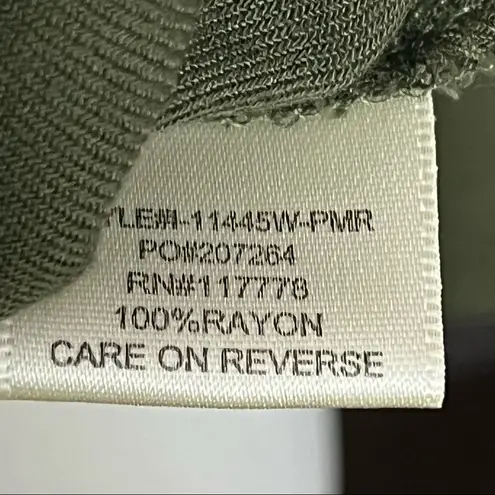 YLE#I-11445W-PMR
PO#207264
RN#117778
100%RAYON
CARE ON REVERSE